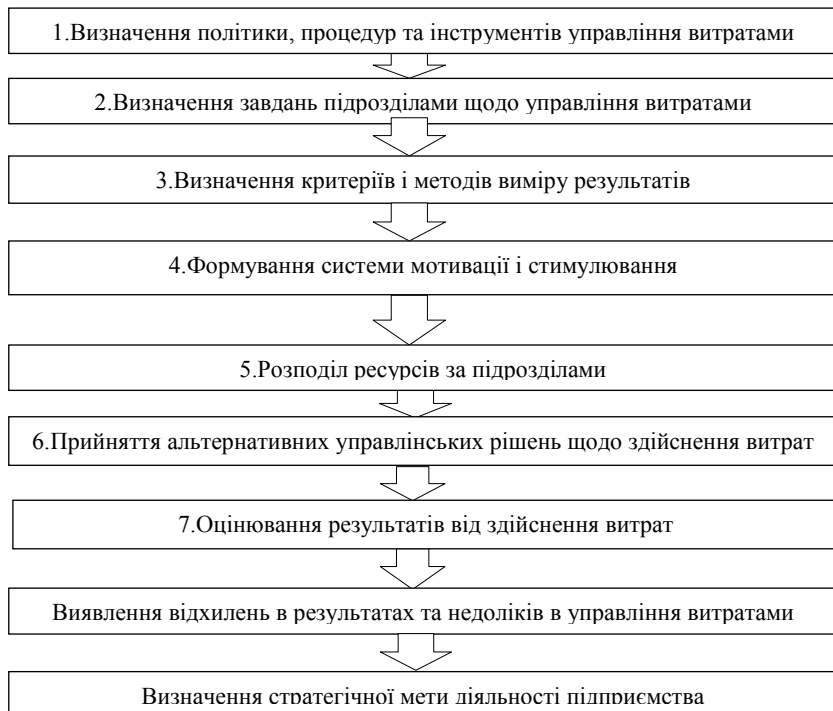 1.Визначення політики, процедур та інструментів управління витратами
2.Визначення завдань підрозділами щодо управління витратами
3.Визначення критеріїв і методів виміру результатів
4.Формування системи мотивації і стимулювання
5.Розподіл ресурсів за підрозділами
6.Прийняття альтернативних управлінських рішень щодо здійснення витрат
7.Оцінювання результатів від здійснення витрат
Виявлення відхилень в результатах та недоліків в управління витратами
Визначення стратегічної мети діяльності підприємства